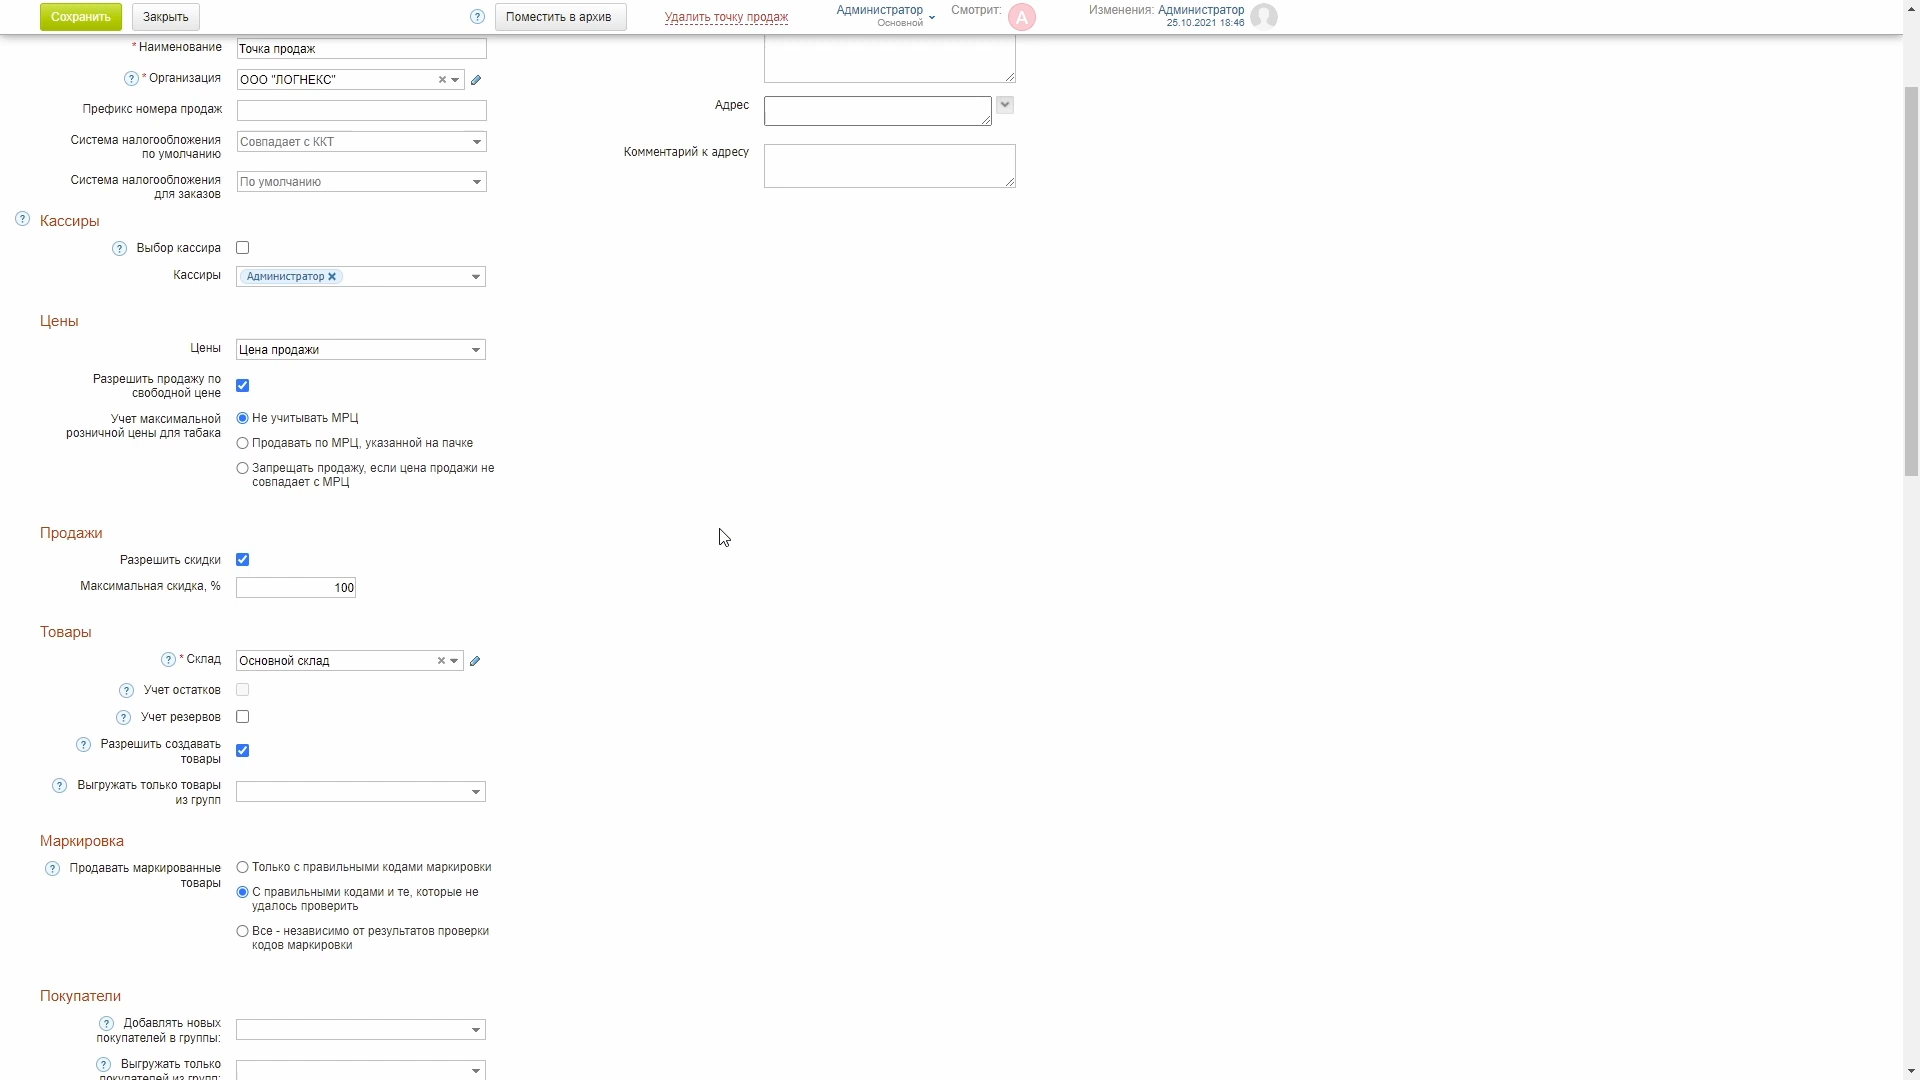 Сохранить
Закрыть
Поместить в архив
Удалить точку продаж
Администратор
Основной
Смотрит:
A
Изменения: Администратор
25.10.2021 18:46
* Наименование
Точка продаж
? * Организация
ООО "ЛОГНЕКС"
Префикс номера продаж
Система налогообложения
по умолчанию
Совпадает с ККТ
Система налогообложения
для заказов
По умолчанию
Адрес
Комментарий к адресу
? Кассиры
? Выбор кассира
Кассиры
Администратор
Цены
Цены
Цена продажи
Разрешить продажу по
свободной цене
Учет максимальной
розничной цены для табака
Не учитывать МРЦ
Продавать по МРЦ, указанной на пачке
Запрещать продажу, если цена продажи не
совпадает с МРЦ
Продажи
Разрешить скидки
Максимальная скидка, %
100
Товары
? * Склад
Основной склад
? Учет остатков
? Учет резервов
? Разрешить создавать
товары
? Выгружать только товары
из групп
Маркировка
? Продавать маркированные
товары
Только с правильными кодами маркировки
С правильными кодами и те, которые не
удалось проверить
Все - независимо от результатов проверки
кодов маркировки
Покупатели
? Добавлять новых
покупателей в группы:
? Выгружать только
покупателей из групп: